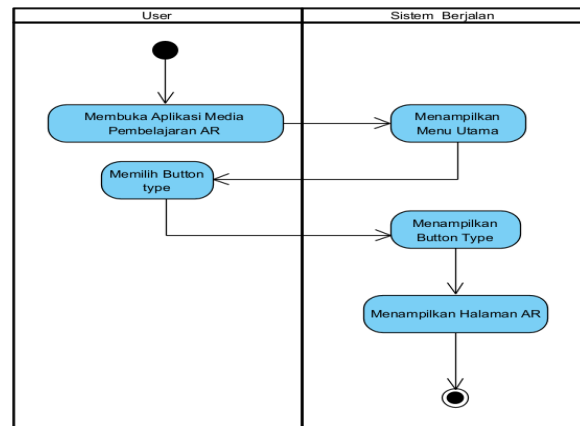 User
Sistem Berjalan
Membuka Aplikasi Media
Pembelajaran AR
Menampilkan
Menu Utama
Memilih Button
type
Menampilkan
Button Type
Menampilkan Halaman AR